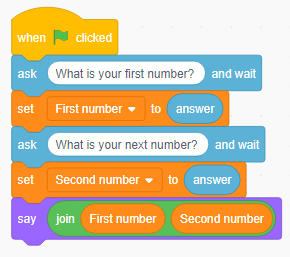 when clicked
ask What is your first number? and wait
set First number to answer
ask What is your next number? and wait
set Second number to answer
say join First number Second number